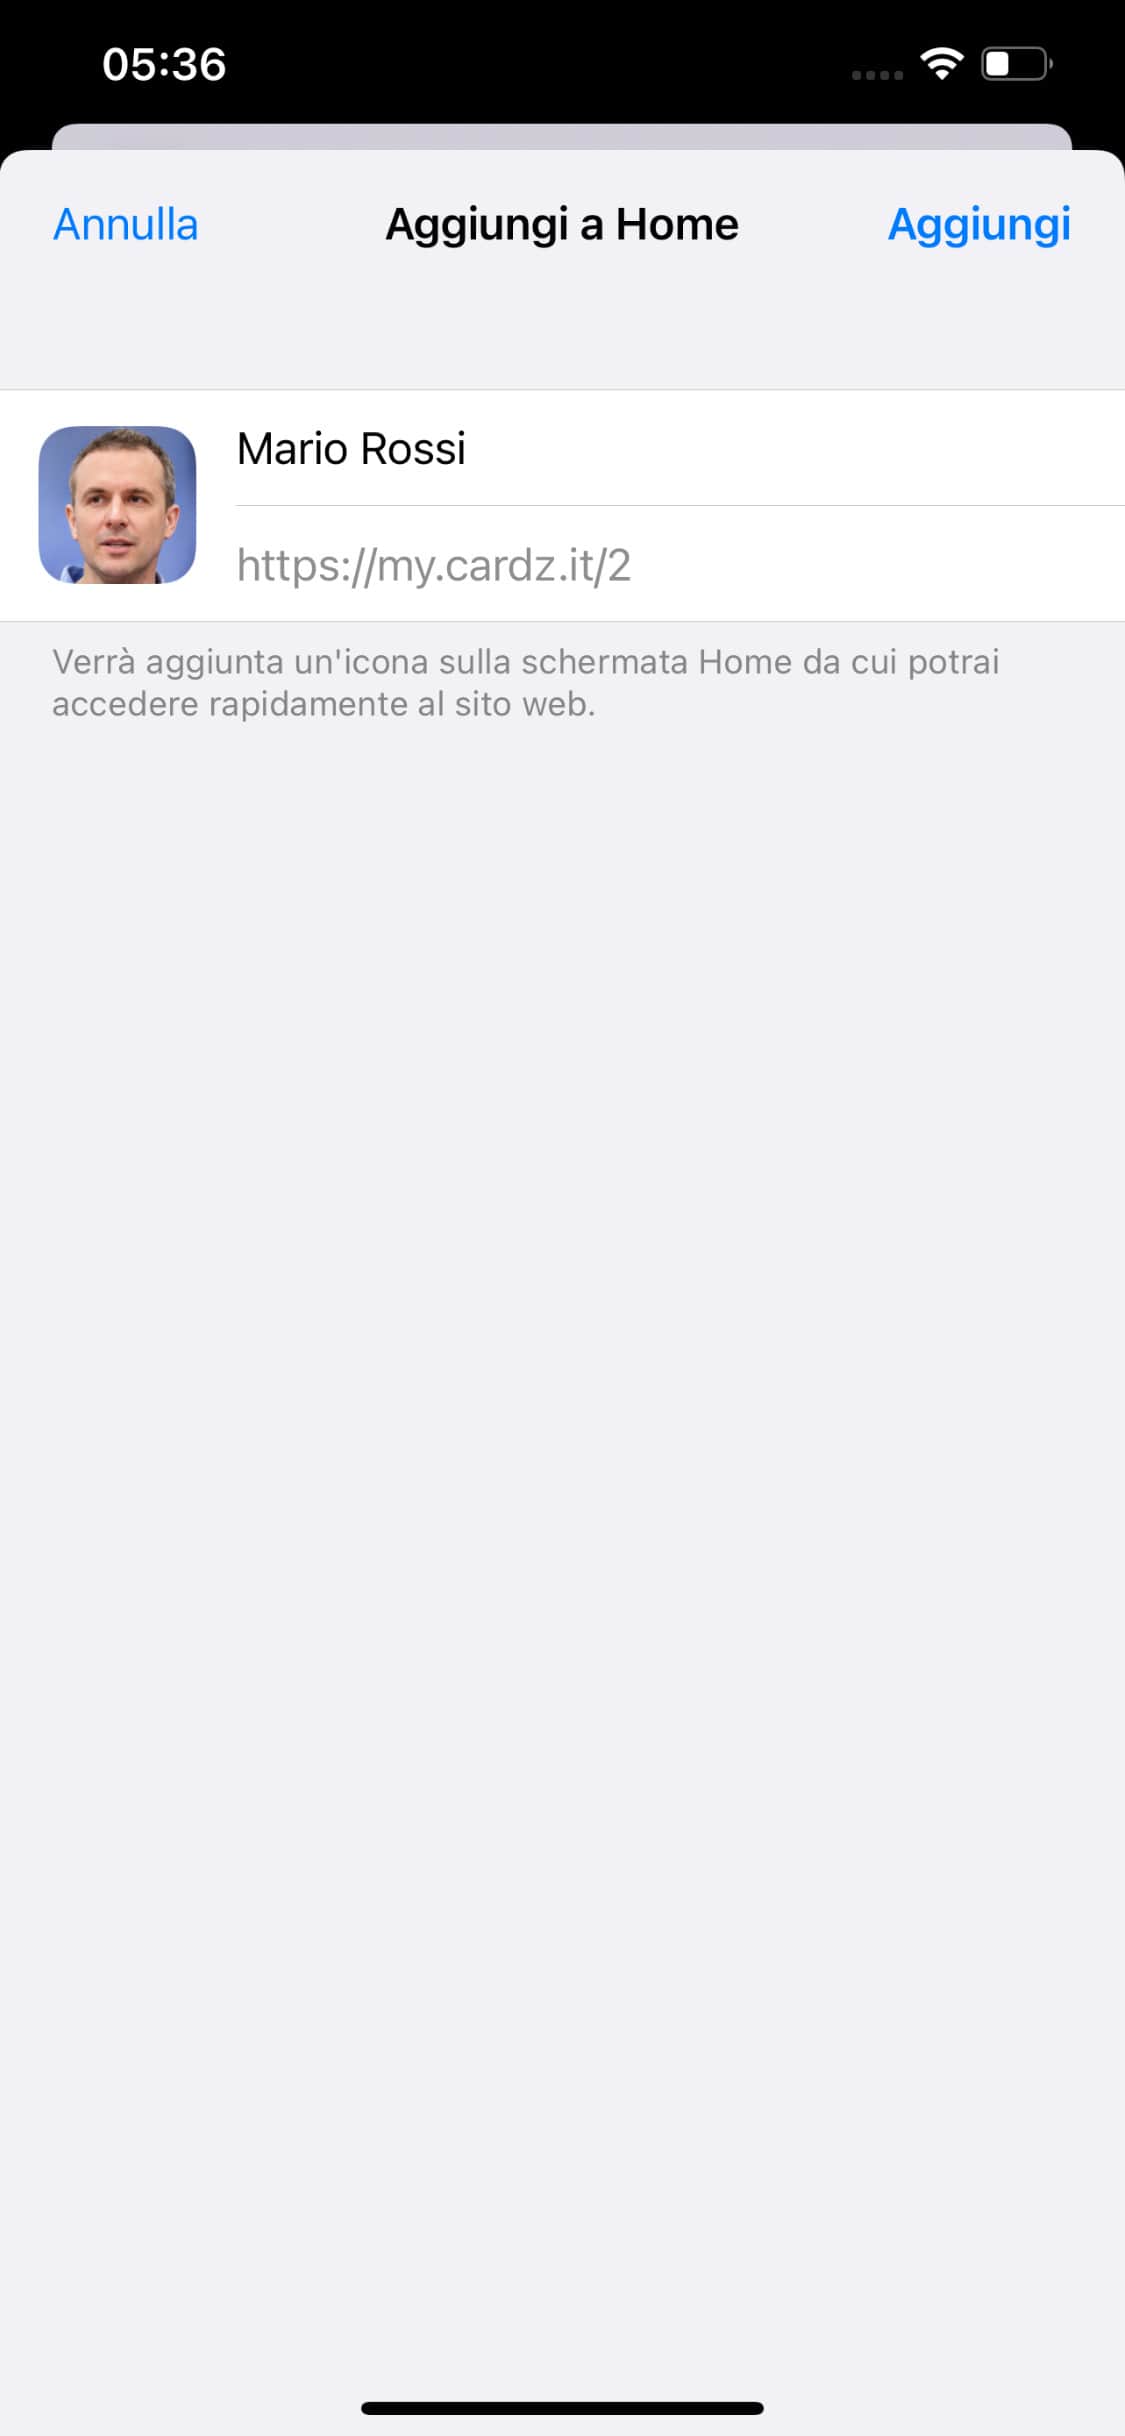 05:36
Annulla
Aggiungi a Home
Aggiungi
Mario Rossi
https://my.cardz.it/2
Verrà aggiunta un'icona sulla schermata Home da cui potrai
accedere rapidamente al sito web.